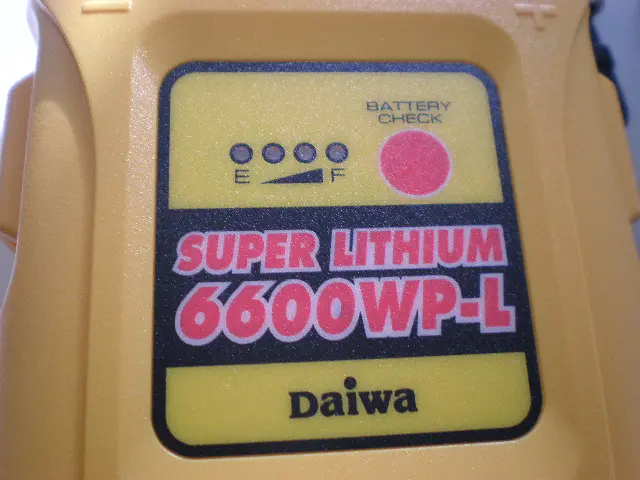 BATTERY
CHECK
E F
SUPER LITHIUM
6600WP-L
Daiwa